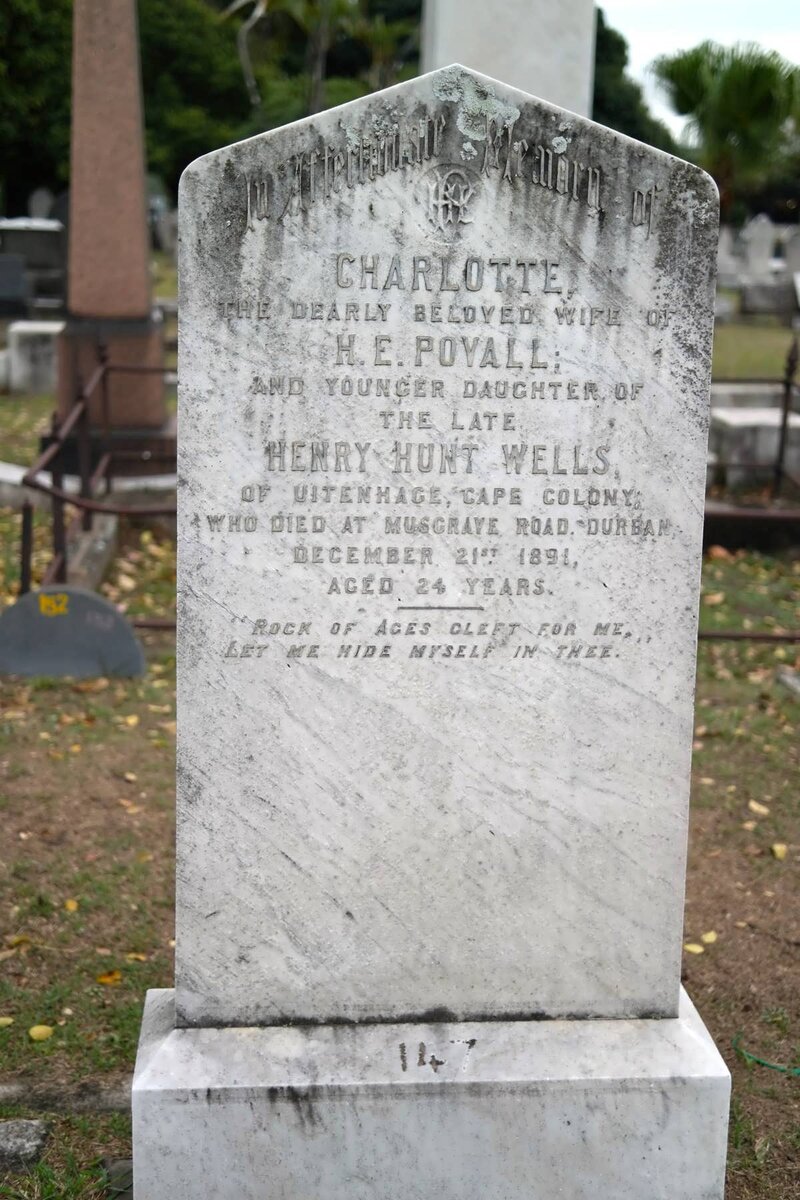 In Affectionate Memory of
CHARLOTTE,
THE DEARLY BELOVED WIFE OF
H. E. POVALL;
AND YOUNGER DAUGHTER OF
THE LATE
HENRY HUNT WELLS,
OF UITENHAGE, CAPE COLONY;
WHO DIED AT MUSGRAVE ROAD. DURBAN,
DECEMBER 21ST 1891,
AGED 24 YEARS.
"ROCK OF AGES CLEFT FOR ME,
LET ME HIDE MYSELF IN THEE."
147
152